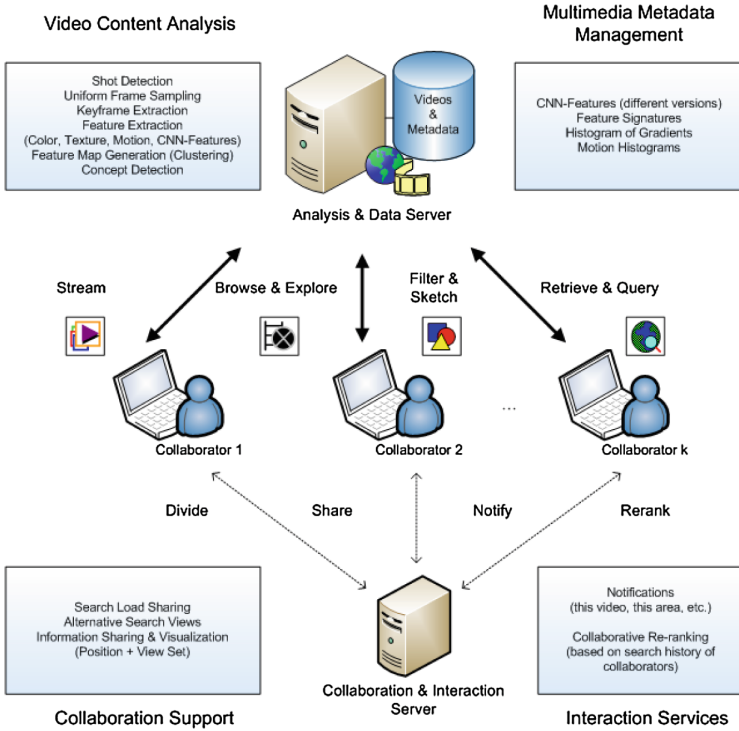 Video Content Analysis
Multimedia Metadata
Management
Shot Detection
Uniform Frame Sampling
Keyframe Extraction
Feature Extraction
(Color, Texture, Motion, CNN-Features)
Feature Map Generation (Clustering)
Concept Detection
Videos
&
Metadata
CNN-Features (different versions)
Feature Signatures
Histogram of Gradients
Motion Histograms
Analysis & Data Server
Stream
Browse & Explore
Filter &
Sketch
Retrieve & Query
...
Collaborator 1
Collaborator 2
Collaborator k
Divide
Share
Notify
Rerank
Search Load Sharing
Alternative Search Views
Information Sharing & Visualization
(Position + View Set)
Notifications
(this video, this area, etc.)
Collaborative Re-ranking
(based on search history of
collaborators)
Collaboration & Interaction
Server
Collaboration Support
Interaction Services